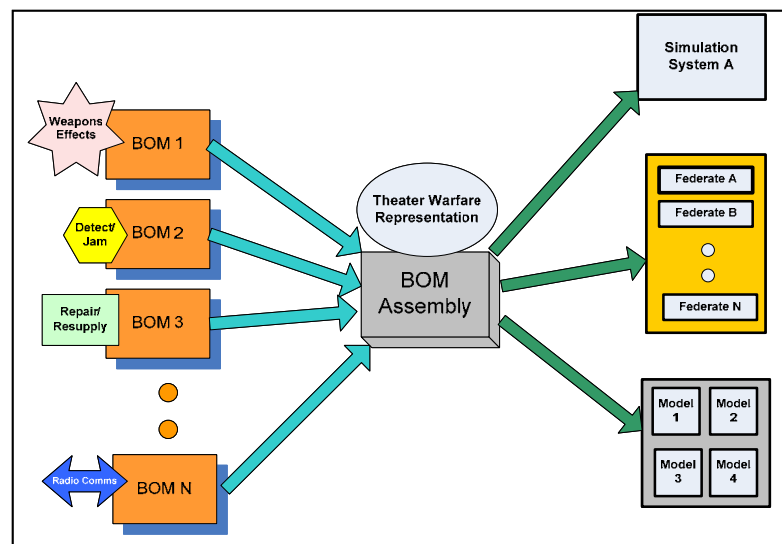 Weapons
Effects
BOM 1
Detect/
Jam
BOM 2
Repair/
Resupply
BOM 3
Radio Comms
BOM N
Theater Warfare
Representation
BOM
Assembly
Simulation
System A
Federate A
Federate B
Federate N
Model
1
Model
2
Model
3
Model
4